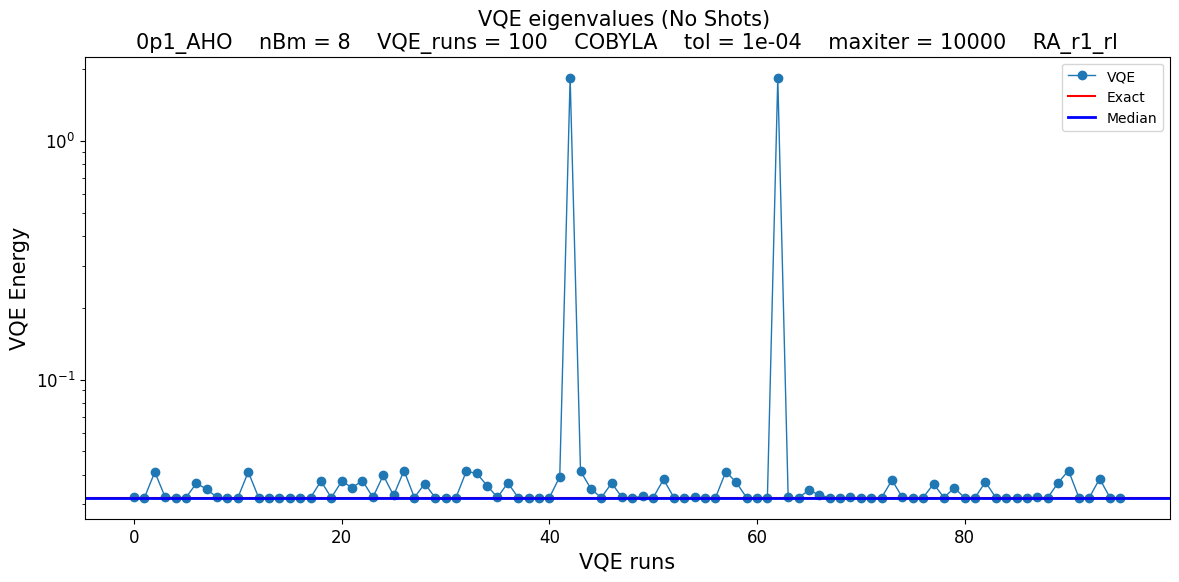 VQE eigenvalues (No Shots)
0p1_AHO nBm = 8 VQE_runs = 100 COBYLA tol = 1e-04 maxiter = 10000 RA_r1_rl
VQE
Exact
Median
10^0
10^-1
VQE Energy
0 20 40 60 80
VQE runs